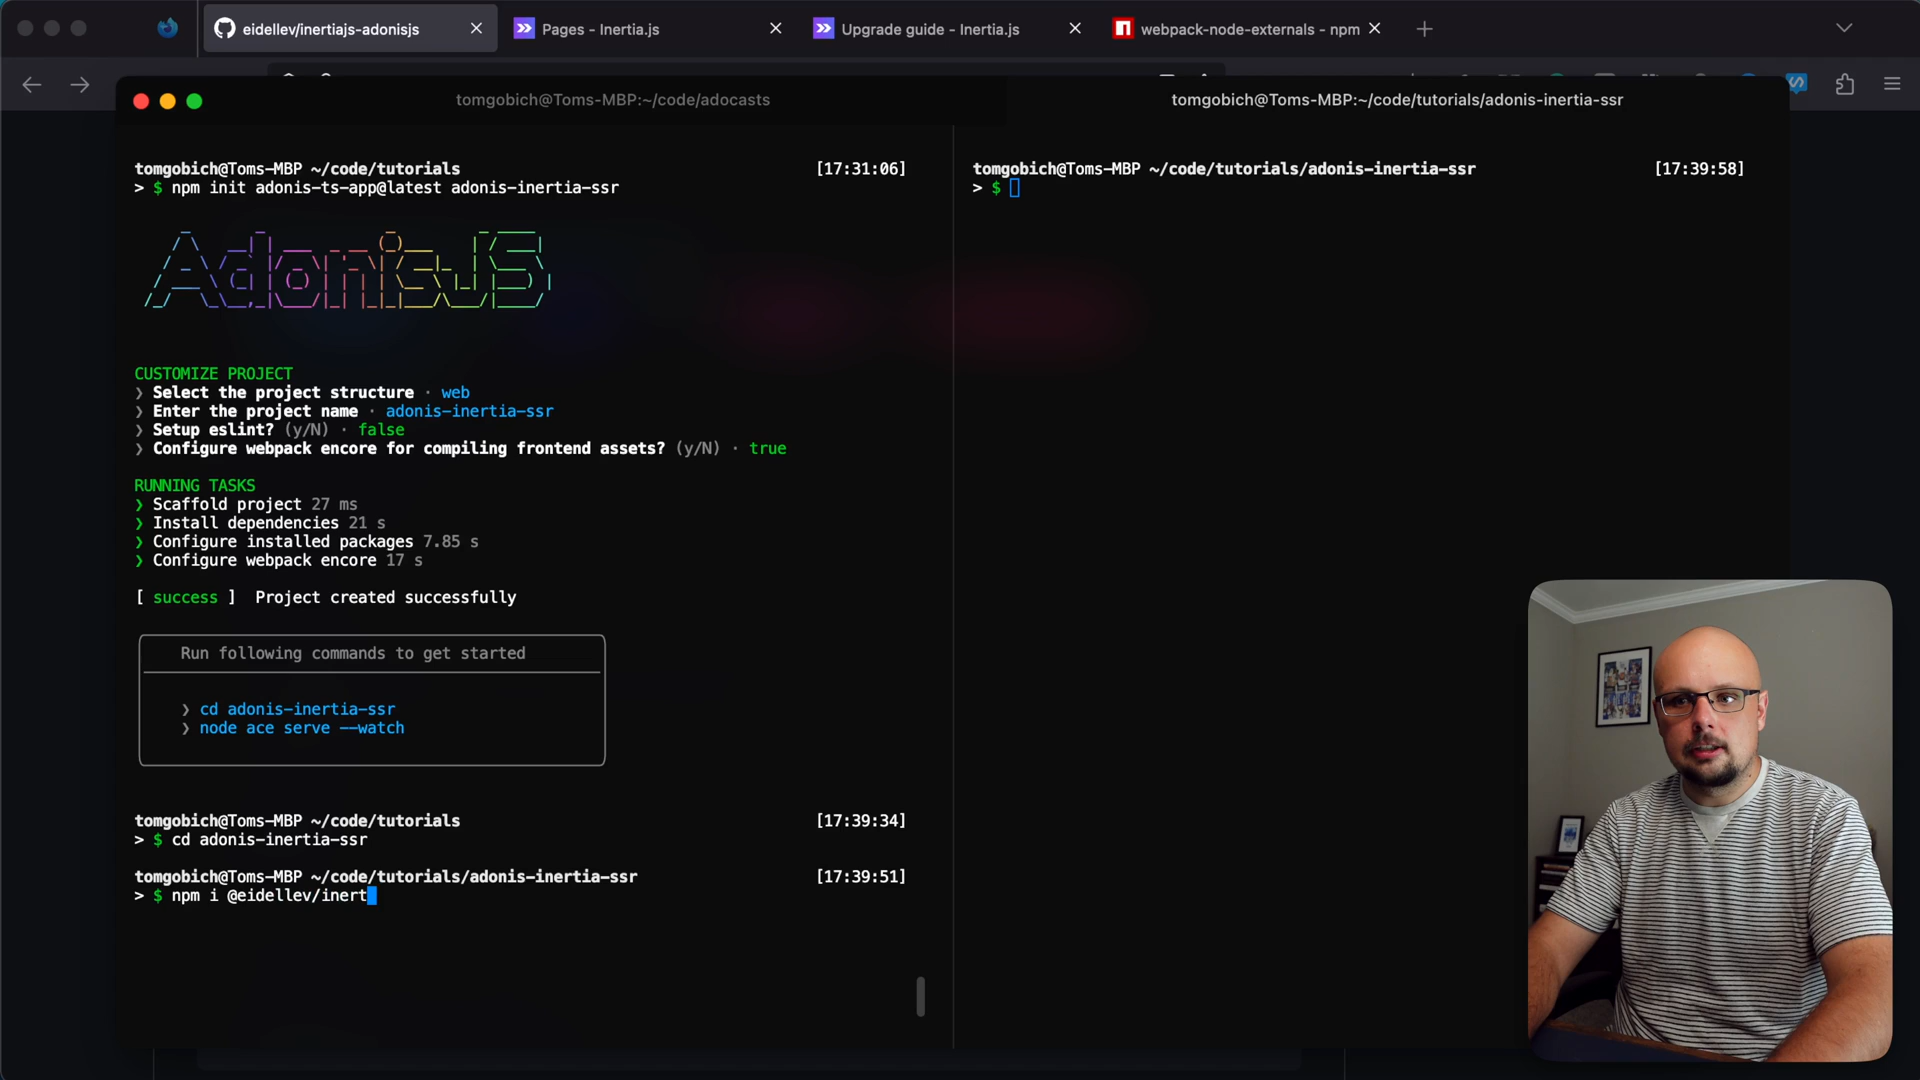 eidellev/inertiajs-adonisjs
Pages - Inertia.js
Upgrade guide - Inertia.js
webpack-node-externals - npm
tomgobich@Toms-MBP:~/code/adocasts
tomgobich@Toms-MBP:~/code/tutorials/adonis-inertia-ssr
tomgobich@Toms-MBP ~/code/tutorials [17:31:06]
> $ npm init adonis-ts-app@latest adonis-inertia-ssr
AdonisJS
CUSTOMIZE PROJECT
❯ Select the project structure · web
❯ Enter the project name · adonis-inertia-ssr
❯ Setup eslint? (y/N) · false
❯ Configure webpack encore for compiling frontend assets? (y/N) · true
RUNNING TASKS
❯ Scaffold project 27 ms
❯ Install dependencies 21 s
❯ Configure installed packages 7.85 s
❯ Configure webpack encore 17 s
[ success ]  Project created successfully
Run following commands to get started
❯ cd adonis-inertia-ssr
❯ node ace serve --watch
tomgobich@Toms-MBP ~/code/tutorials [17:39:34]
> $ cd adonis-inertia-ssr
tomgobich@Toms-MBP ~/code/tutorials/adonis-inertia-ssr [17:39:51]
> $ npm i @eidellev/inert
tomgobich@Toms-MBP ~/code/tutorials/adonis-inertia-ssr [17:39:58]
> $